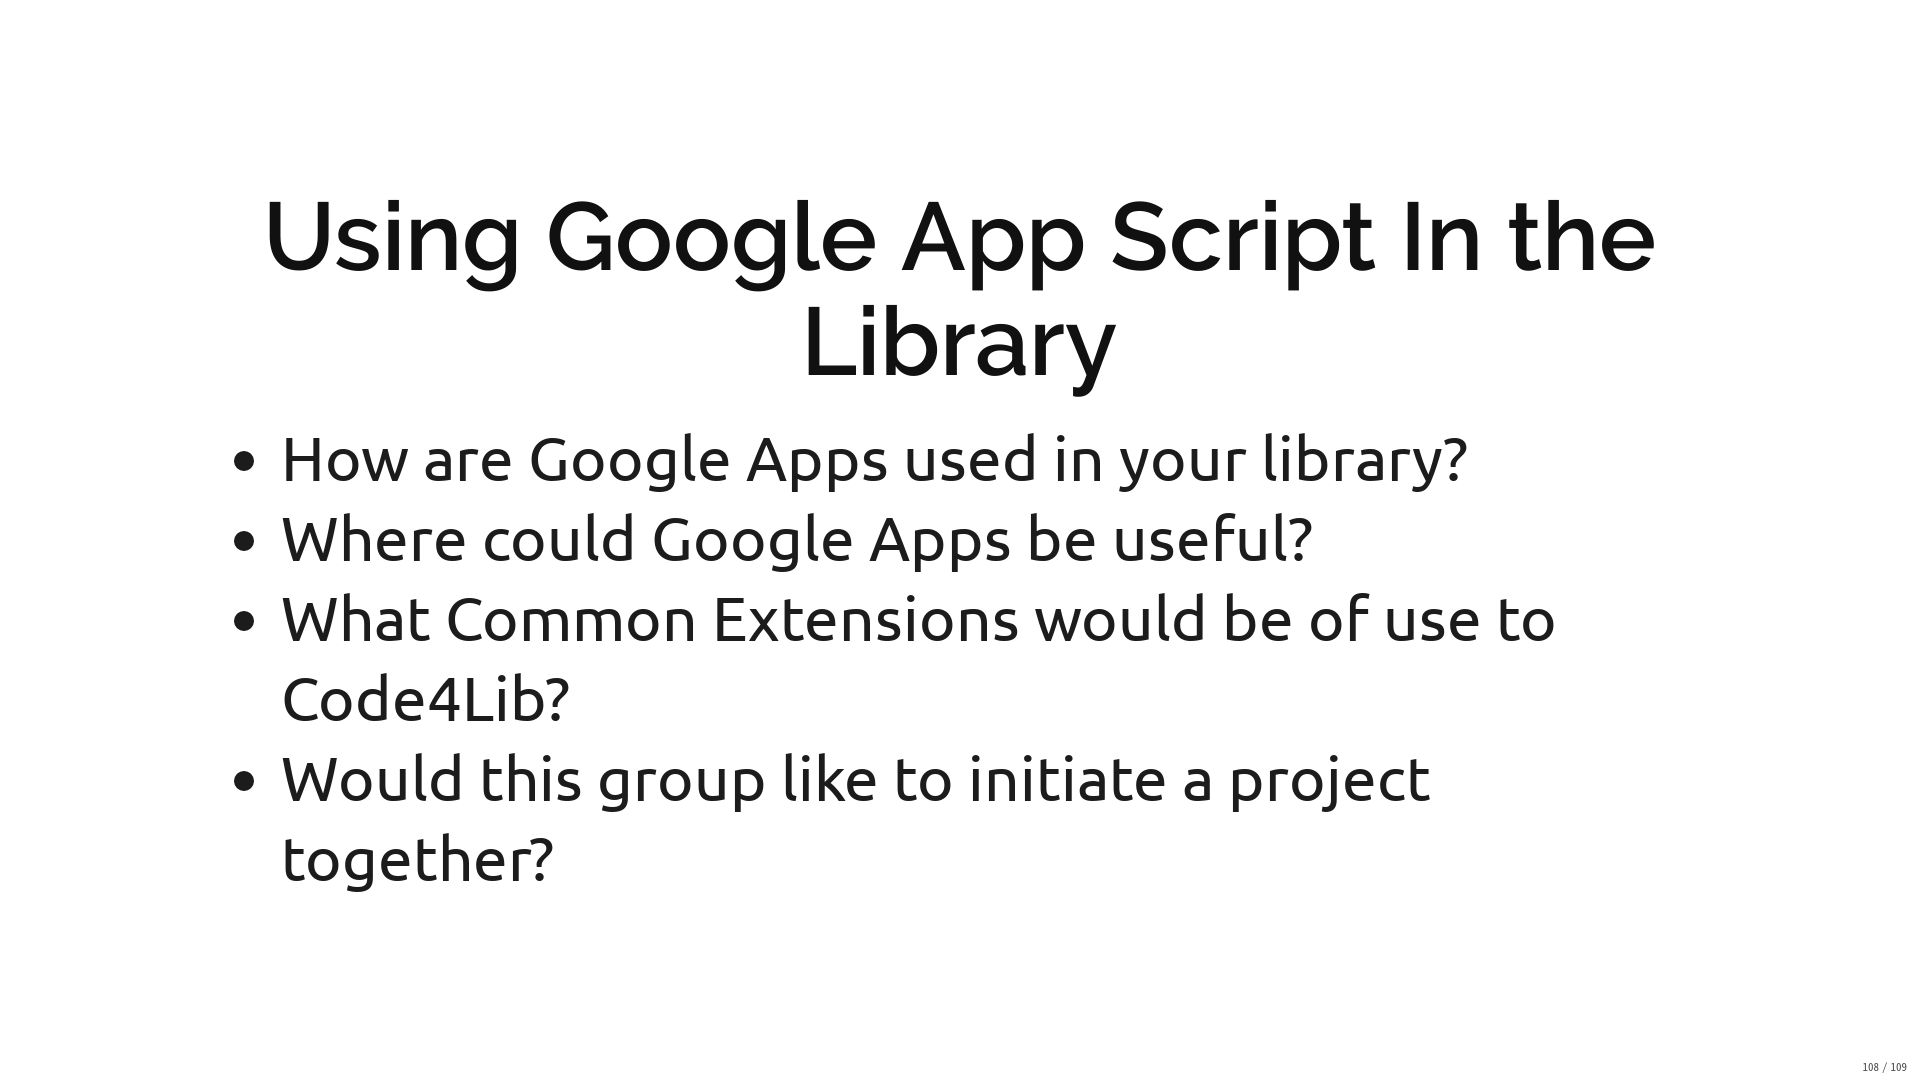 Using Google App Script In the
Library
• How are Google Apps used in your library?
• Where could Google Apps be useful?
• What Common Extensions would be of use to
Code4Lib?
• Would this group like to initiate a project
together?
108 / 109